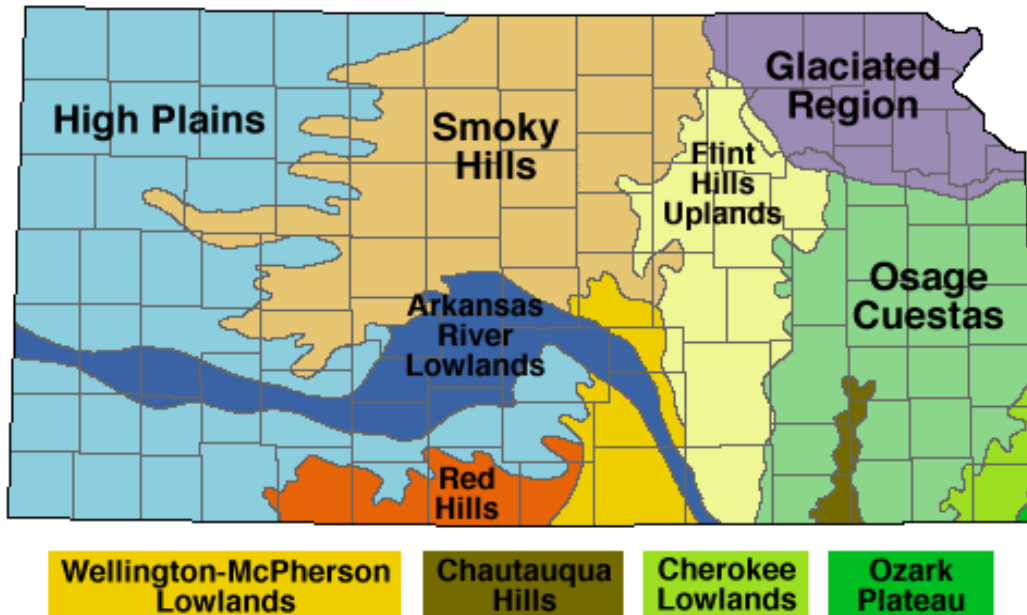 High Plains
Smoky
Hills
Glaciated
Region
Flint
Hills
Uplands
Osage
Cuestas
Arkansas
River
Lowlands
Red
Hills
Wellington-McPherson
Lowlands
Chautauqua
Hills
Cherokee
Lowlands
Ozark
Plateau